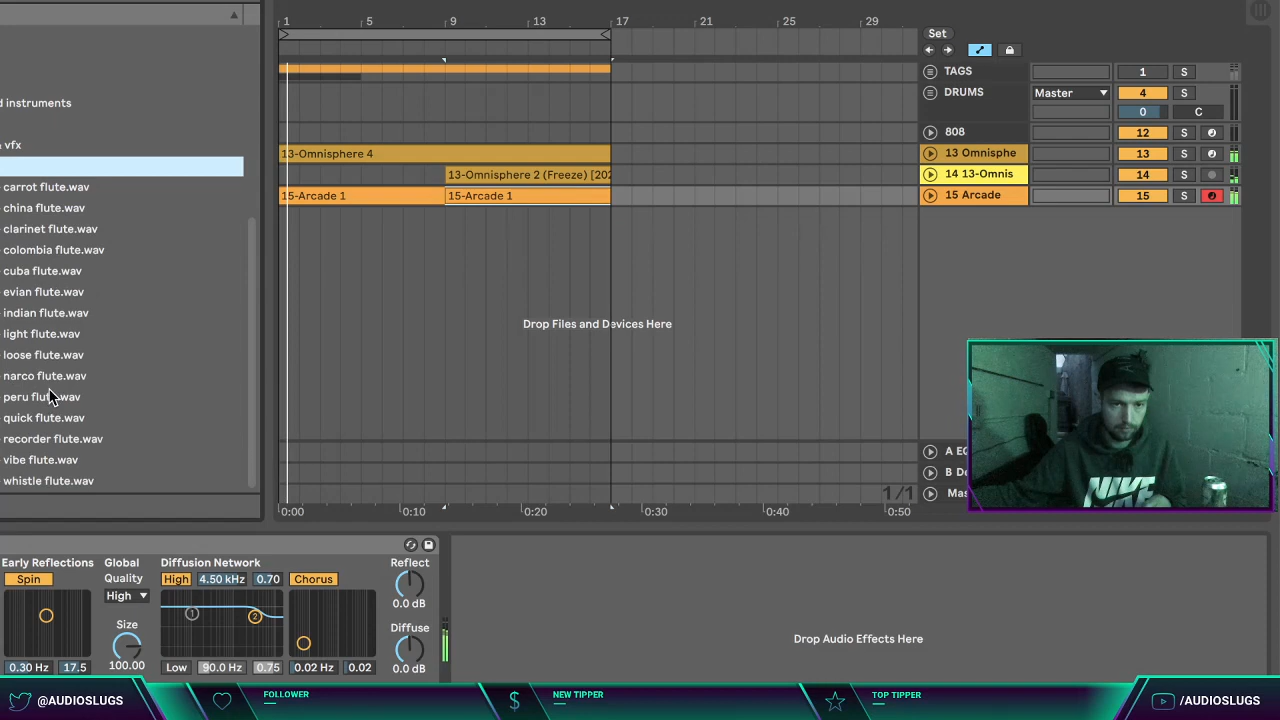 1 5 9 13 17 21 25 29
Set
TAGS 1 S
DRUMS Master 4 S
0 C
808 12 S
13-Omnisphere 4 13 Omnisphe 13 S
13-Omnisphere 2 (Freeze) [202 14 13-Omnis 14 S
15-Arcade 1 15-Arcade 1 15 Arcade 15 S
d instruments
& vfx
carrot flute.wav
china flute.wav
clarinet flute.wav
colombia flute.wav
cuba flute.wav
evian flute.wav
indian flute.wav
light flute.wav
loose flute.wav
narco flute.wav
peru flute.wav
quick flute.wav
recorder flute.wav
vibe flute.wav
whistle flute.wav
Drop Files and Devices Here
NIKE
1/1
0:00 0:10 0:20 0:30 0:40 0:50
Early Reflections
Spin
0.30 Hz 17.5
Global
Quality
High
Size
100.00
Diffusion Network
High 4.50 kHz 0.70 Chorus
1 2
Low 90.0 Hz 0.75 0.02 Hz 0.02
Reflect
0.0 dB
Diffuse
0.0 dB
Drop Audio Effects Here
@AUDIOSLUGS
FOLLOWER
$ NEW TIPPER
TOP TIPPER
/AUDIOSLUGS